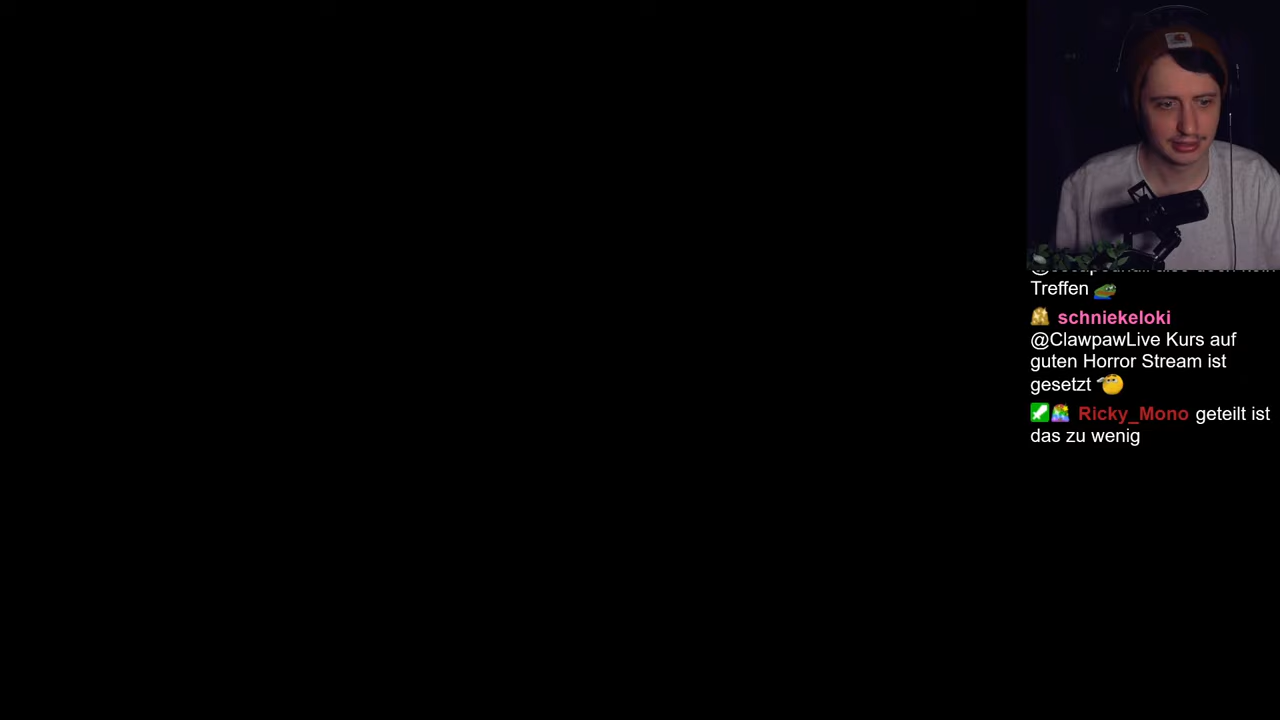 Treffen
schniekeloki
@ClawpawLive Kurs auf
guten Horror Stream ist
gesetzt
Ricky_Mono geteilt ist
das zu wenig